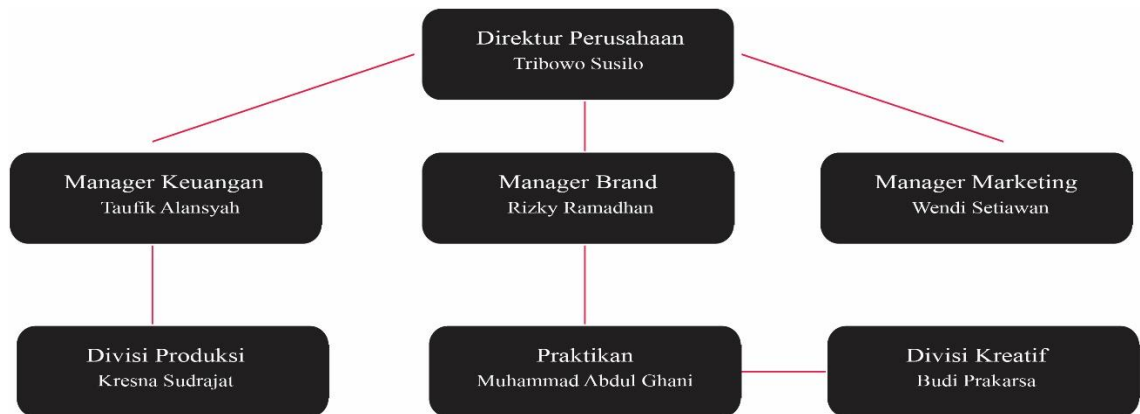 Direktur Perusahaan
Tribowo Susilo
Manager Keuangan
Taufik Alansyah
Manager Brand
Rizky Ramadhan
Manager Marketing
Wendi Setiawan
Divisi Produksi
Kresna Sudrajat
Praktikan
Muhammad Abdul Ghani
Divisi Kreatif
Budi Prakarsa